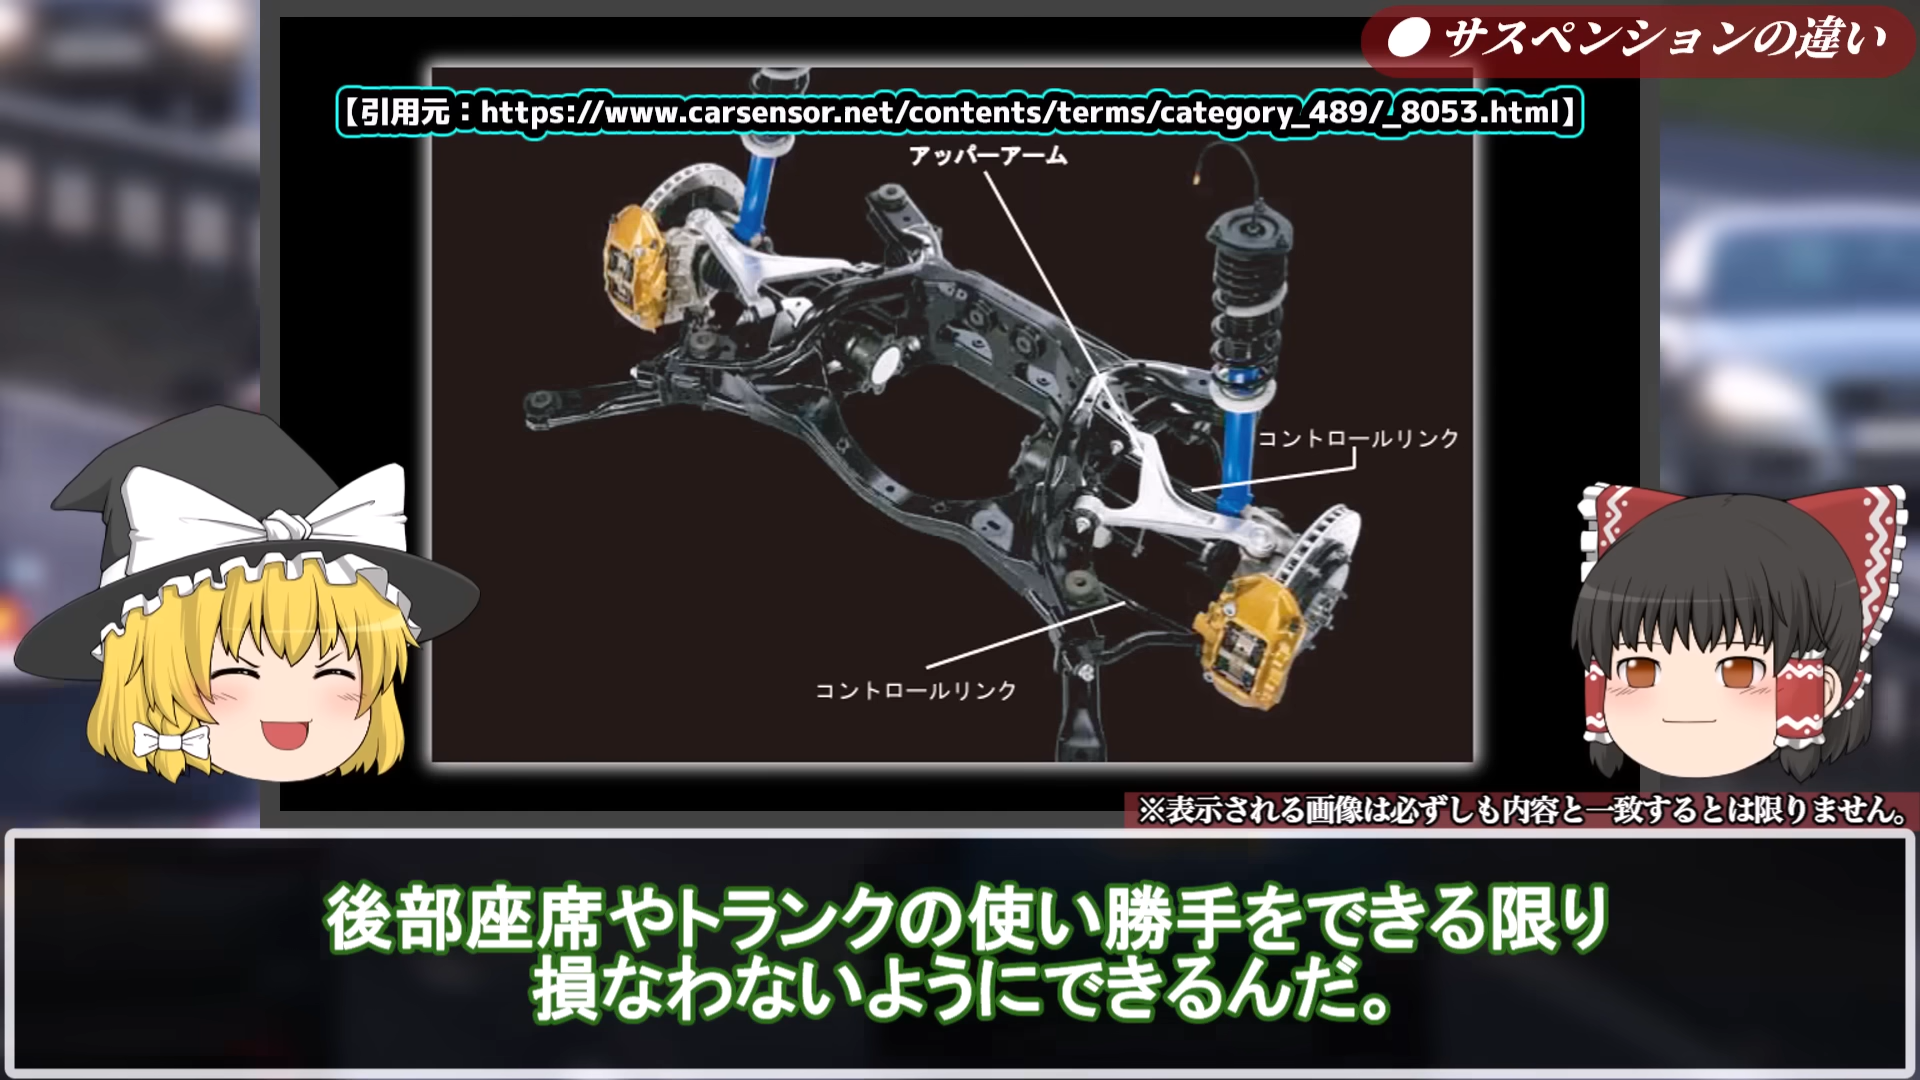 サスペンションの違い
【引用元：https://www.carsensor.net/contents/terms/category_489/_8053.html】
アッパーアーム
コントロールリンク
コントロールリンク
※表示される画像は必ずしも内容と一致するとは限りません。
後部座席やトランクの使い勝手をできる限り
損なわないようにできるんだ。